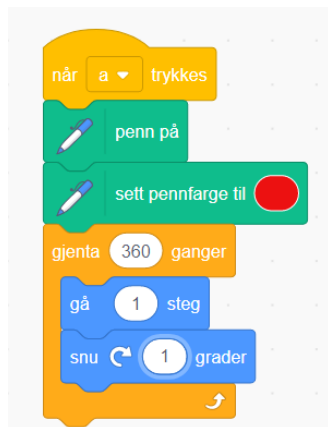 når a trykkes
penn på
sett pennfarge til
gjenta 360 ganger
gå 1 steg
snu 1 grader